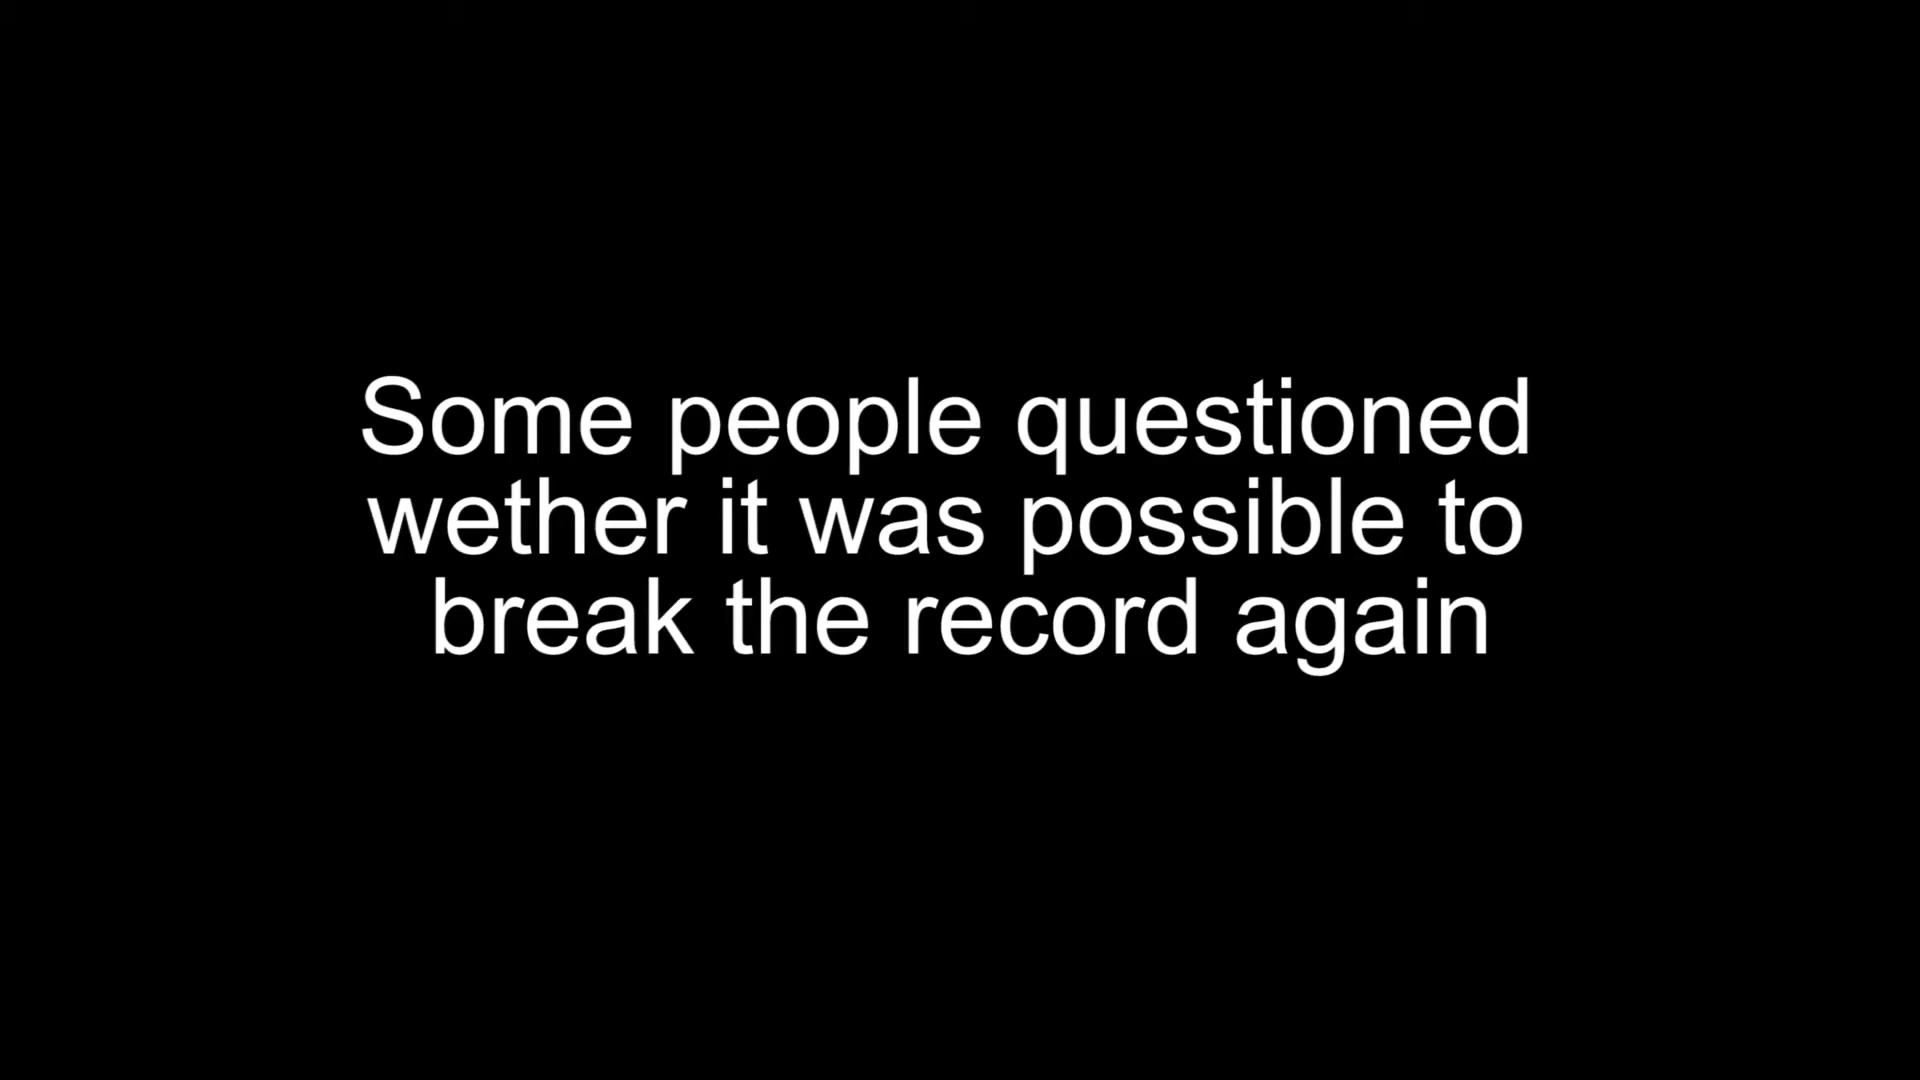 Some people questioned
wether it was possible to
break the record again